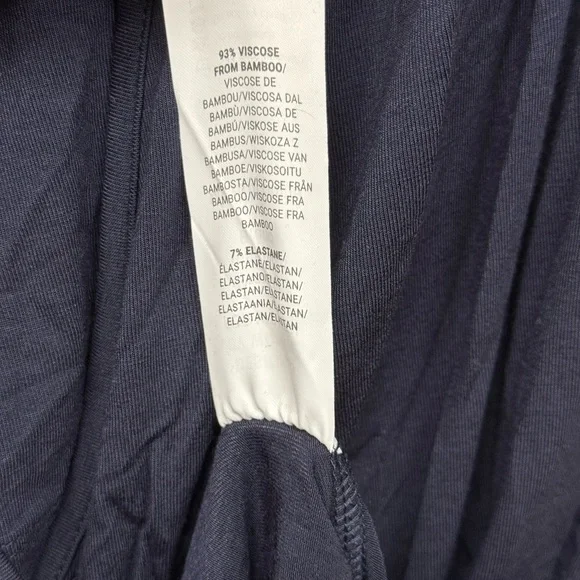 93% VISCOSE
FROM BAMBOO/
VISCOSE DE
BAMBOU/VISCOSA DAL
BAMBÙ/VISCOSA DE
BAMBÚ/VISKOSE AUS
BAMBUS/WISKOZA Z
BAMBUSA/VISCOSE VAN
BAMBOE/VISKOSOITU
BAMBOSTA/VISCOSE FRÅN
BAMBOO/VISCOSE FRA
BAMBOO/VISCOSE FRA
BAMBOO
7% ELASTANE/
ÉLASTANE/ELASTAN/
ELASTANO/ELASTAN/
ELASTAN/ELASTANE/
ELASTAANIA/ELASTAN/
ELASTAN/ELASTAN